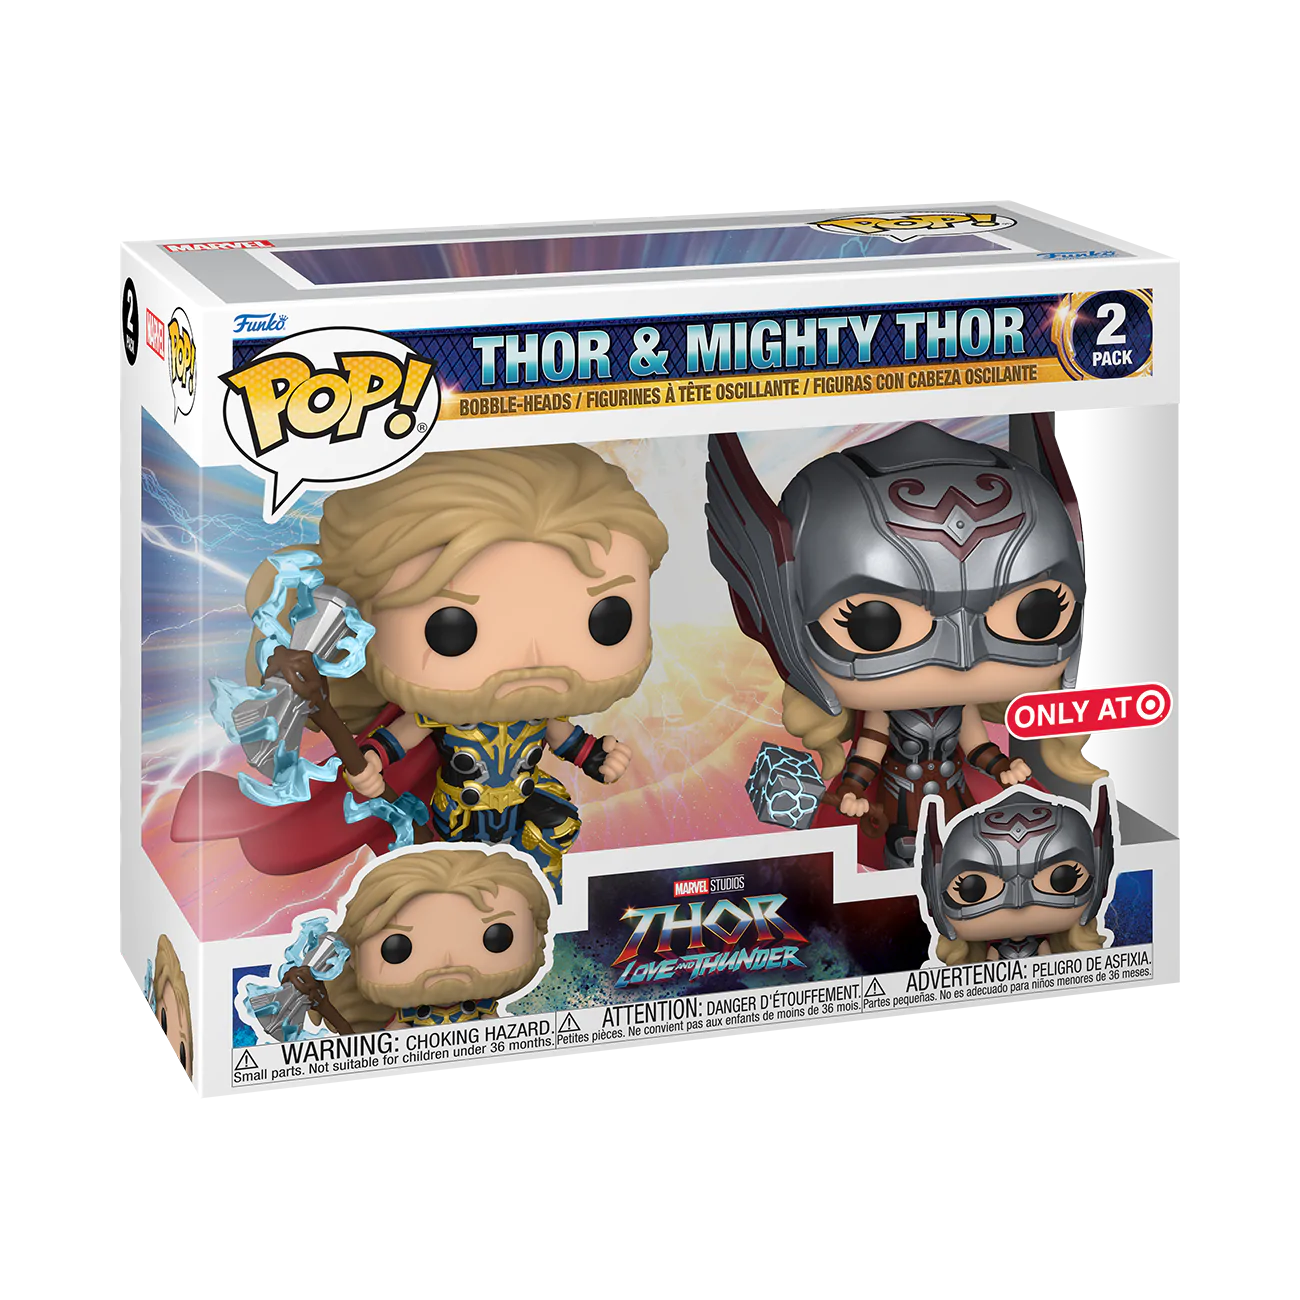 MARVEL
POP!
Funko
2
PACK
MARVEL
POP!
Funko
POP!®
THOR & MIGHTY THOR
BOBBLE-HEADS / FIGURINES À TÊTE OSCILLANTE / FIGURAS CON CABEZA OSCILANTE
2
PACK
ONLY AT
MARVEL STUDIOS
THOR
LOVE AND THUNDER
WARNING: CHOKING HAZARD.
Small parts. Not suitable for children under 36 months.
ATTENTION: DANGER D'ÉTOUFFEMENT.
Petites pièces. Ne convient pas aux enfants de moins de 36 mois.
ADVERTENCIA: PELIGRO DE ASFIXIA.
Partes pequeñas. No es adecuado para niños menores de 36 meses.